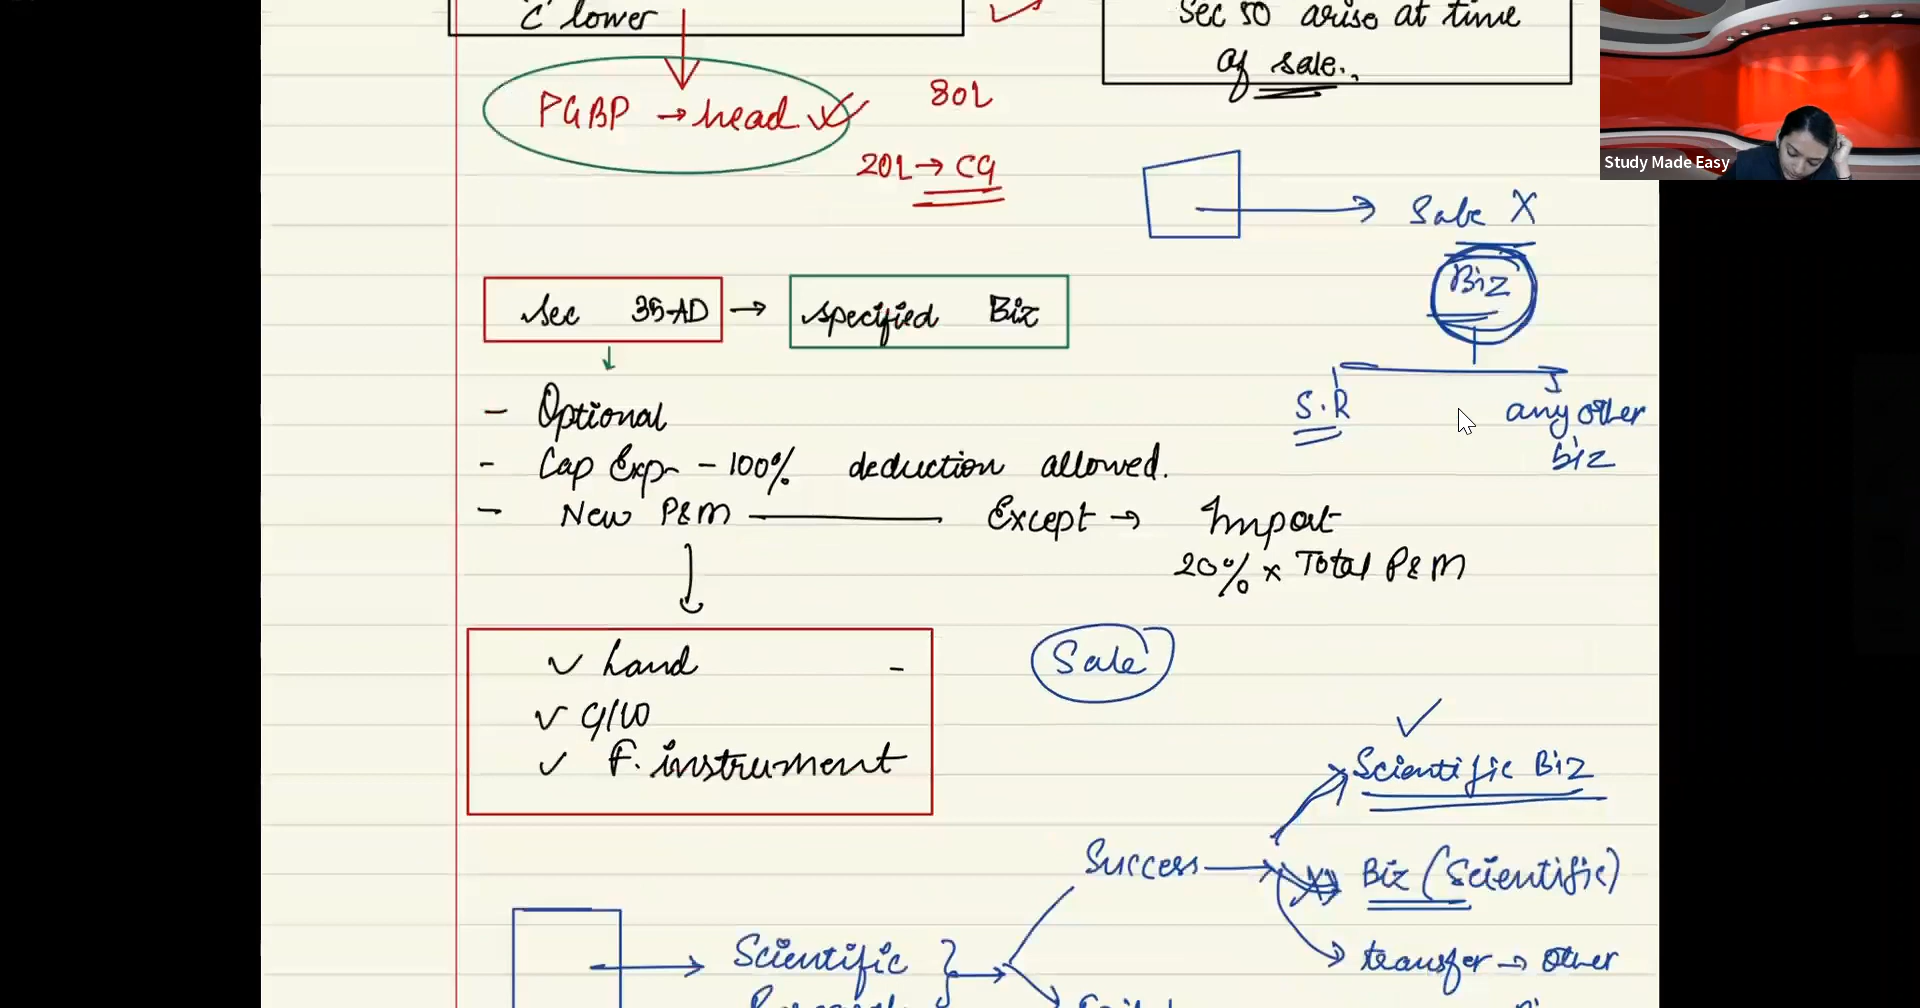 c̄ lower
Sec 50 arise at time
of sale.
PGBP → head ✓
80L
20L → CG
Study Made Easy
Sale X
Biz
S.R
any other
biz
Sec 35-AD → specified Biz
- Optional
- Cap Exp - 100% deduction allowed.
- New P&M — Except → Import
20% x Total P&M
✓ Land -
✓ G/W
✓ F. instrument
Sale
✓
Scientific Biz
Success → Biz (Scientific)
transfer → other
Scientific